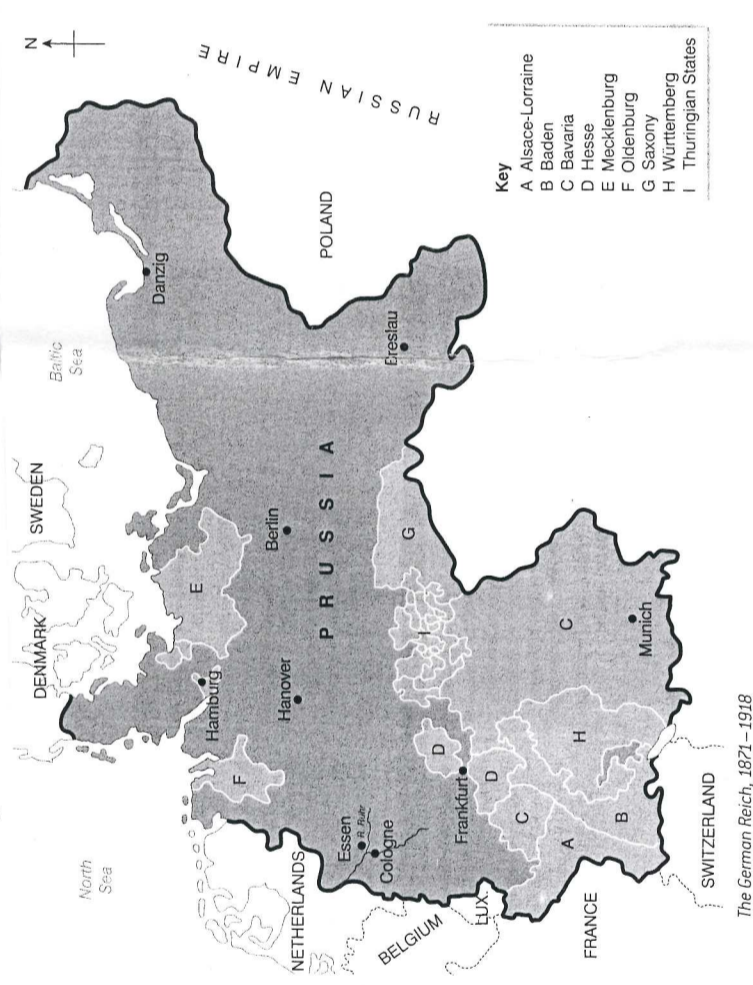 N
RUSSIAN EMPIRE
Baltic
Sea
SWEDEN
DENMARK
North
Sea
Danzig
POLAND
Breslau
Berlin
PRUSSIA
E
Hamburg
Hanover
F
NETHERLANDS
Essen
R. Ruhr
Cologne
BELGIUM
LUX.
G
I
D
Frankfurt
D
C
C
H
A
B
Munich
FRANCE
SWITZERLAND
Key
A Alsace-Lorraine
B Baden
C Bavaria
D Hesse
E Mecklenburg
F Oldenburg
G Saxony
H Württemberg
I Thuringian States
The German Reich, 1871–1918